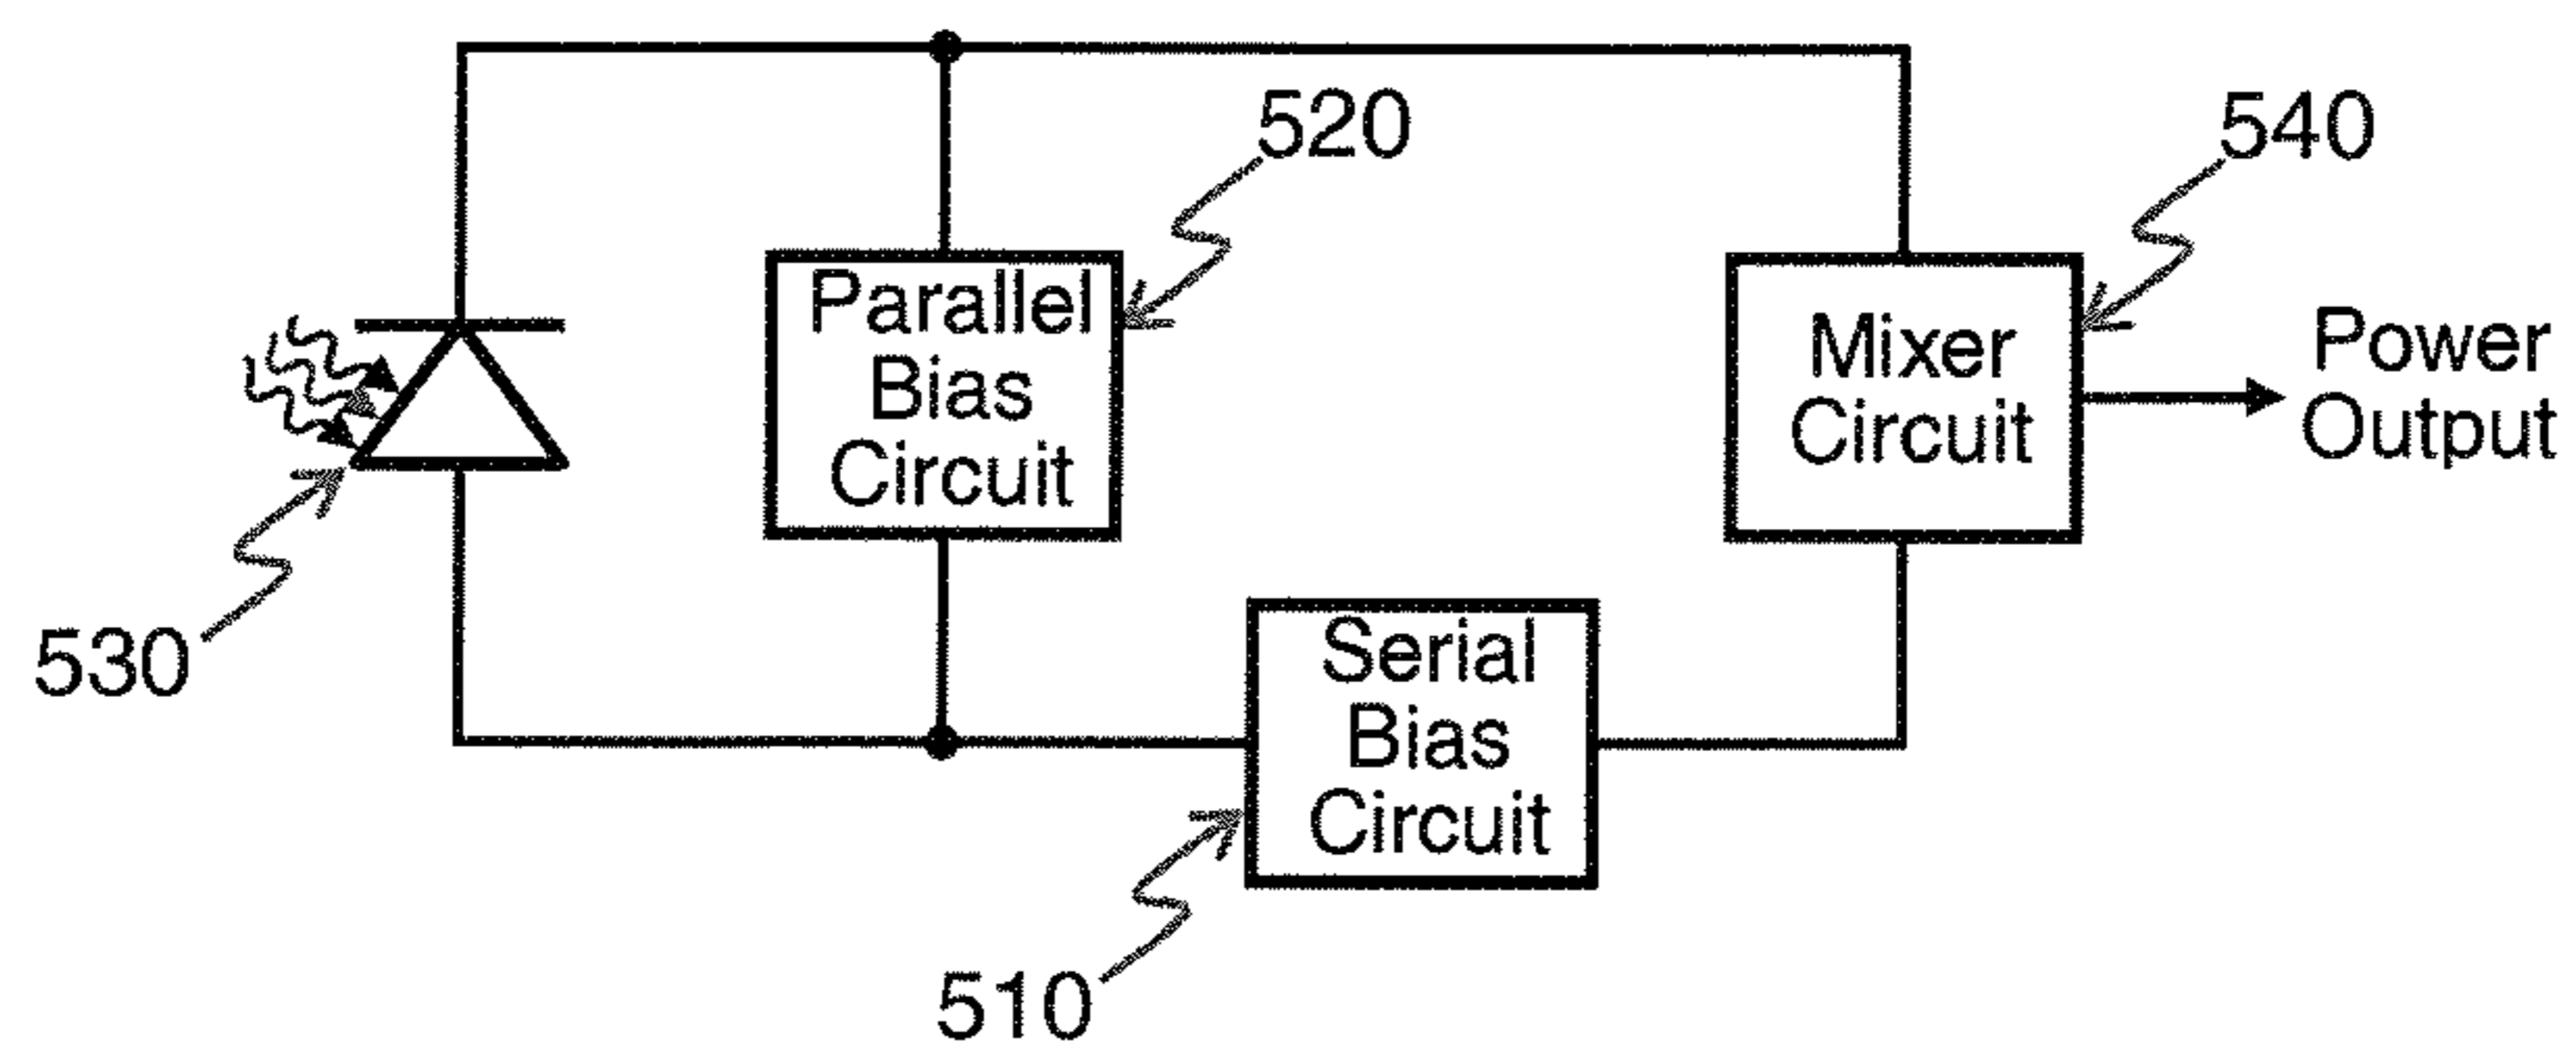 520
540
Parallel
Bias
Circuit
Mixer
Circuit
Power
Output
530
Serial
Bias
Circuit
510